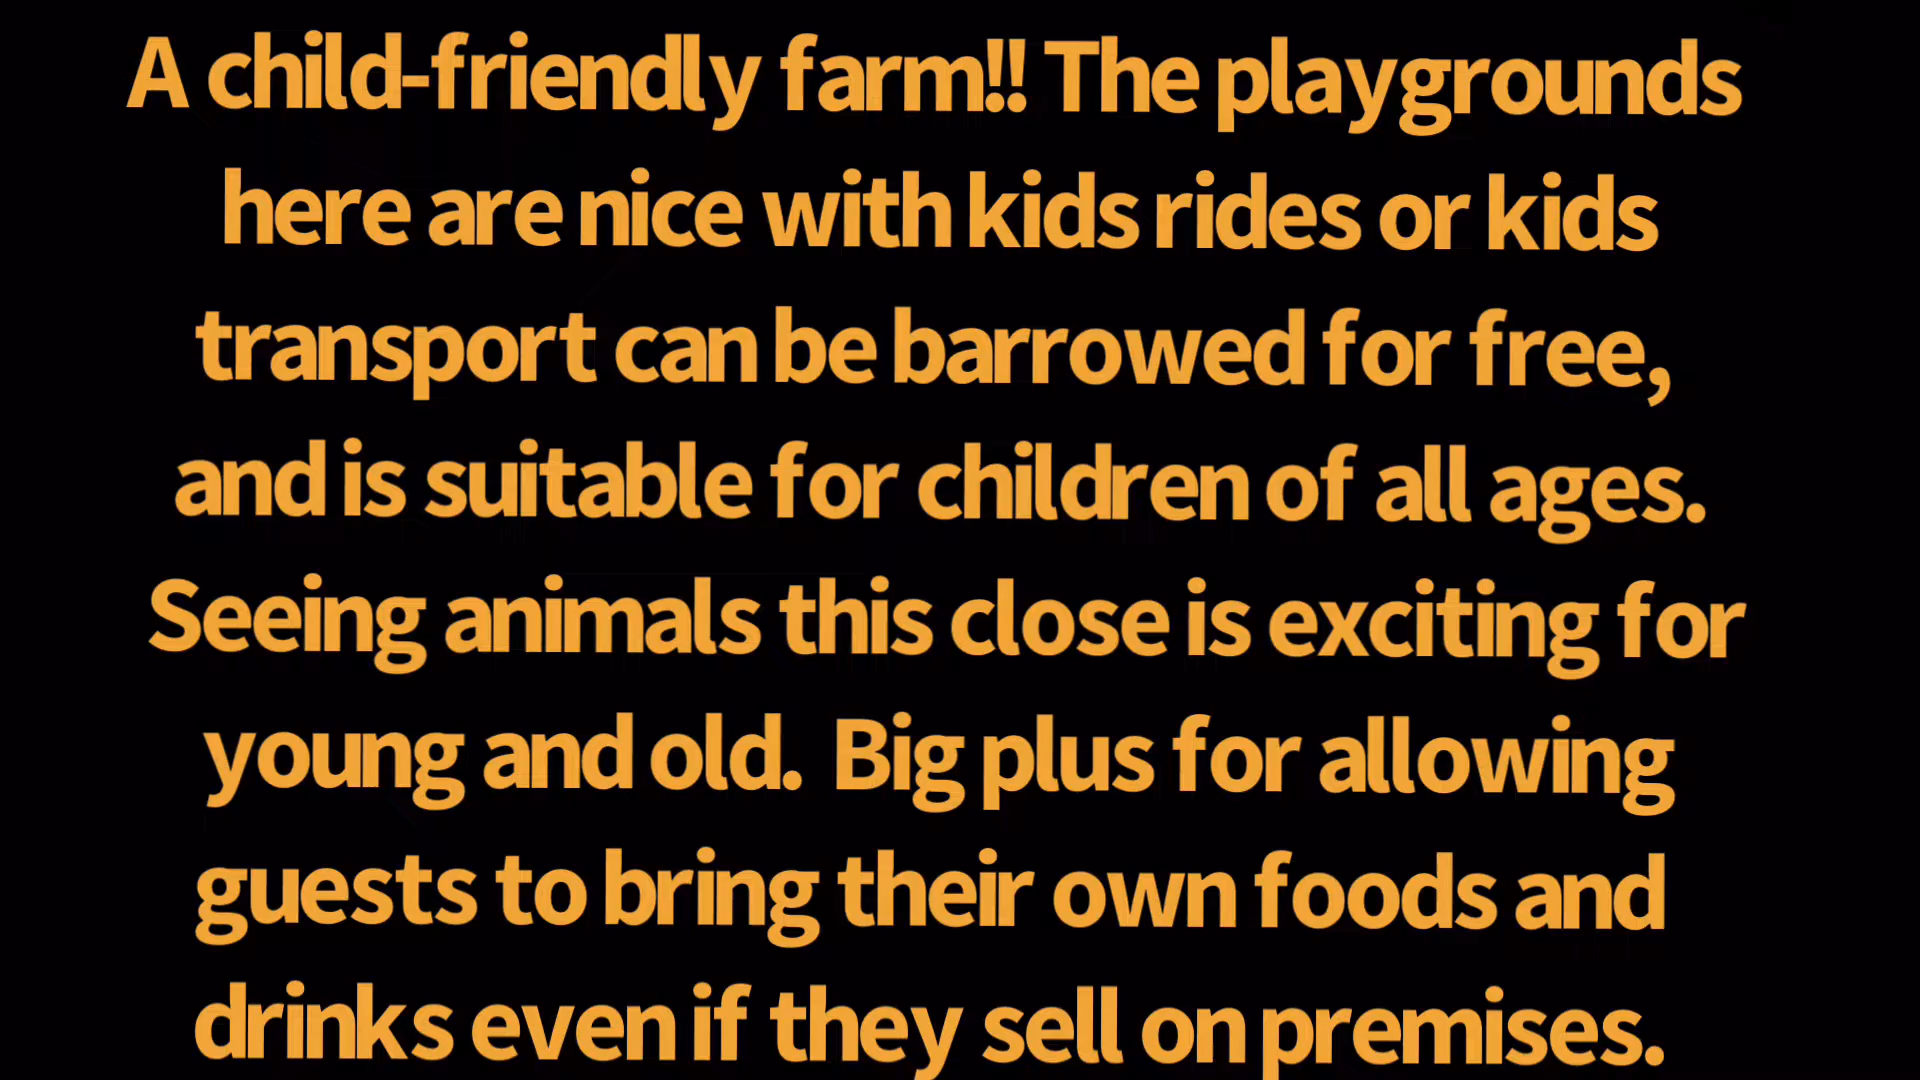 A child-friendly farm!! The playgrounds
here are nice with kids rides or kids
transport can be barrowed for free,
and is suitable for children of all ages.
Seeing animals this close is exciting for
young and old. Big plus for allowing
guests to bring their own foods and
drinks even if they sell on premises.